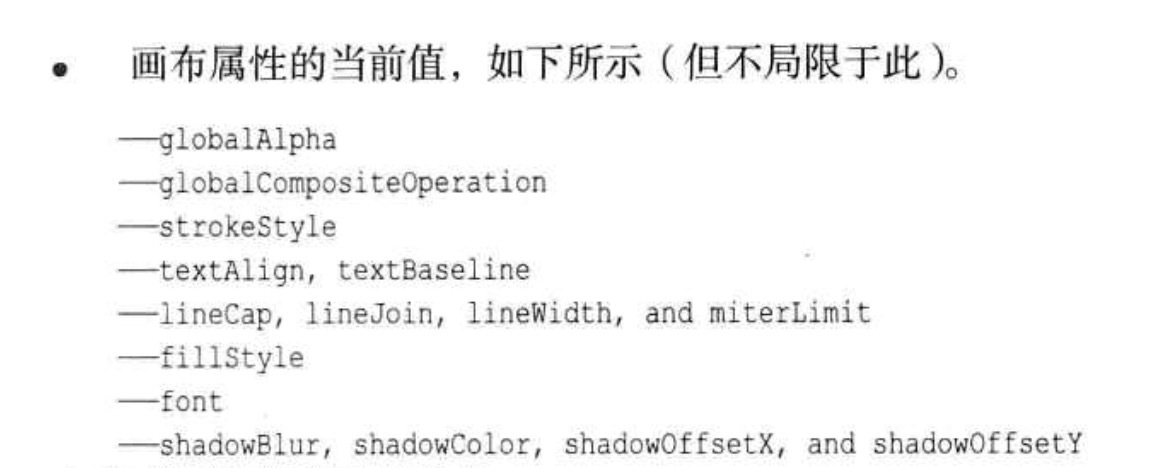 • 画布属性的当前值，如下所示（但不局限于此）。
——globalAlpha
——globalCompositeOperation
——strokeStyle
——textAlign, textBaseline
——lineCap, lineJoin, lineWidth, and miterLimit
——fillStyle
——font
——shadowBlur, shadowColor, shadowOffsetX, and shadowOffsetY